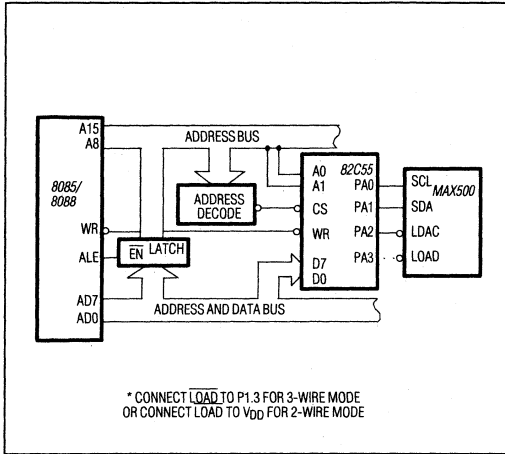 A15
A8
ADDRESS BUS
8085/
8088
A0
82C55
A1
PA0
SCL
MAX500
ADDRESS
DECODE
CS
PA1
SDA
WR
WR
PA2
LDAC
ALE
EN LATCH
PA3
LOAD
D7
D0
AD7
AD0
ADDRESS AND DATA BUS
* CONNECT LOAD TO P1.3 FOR 3-WIRE MODE
OR CONNECT LOAD TO VDD FOR 2-WIRE MODE